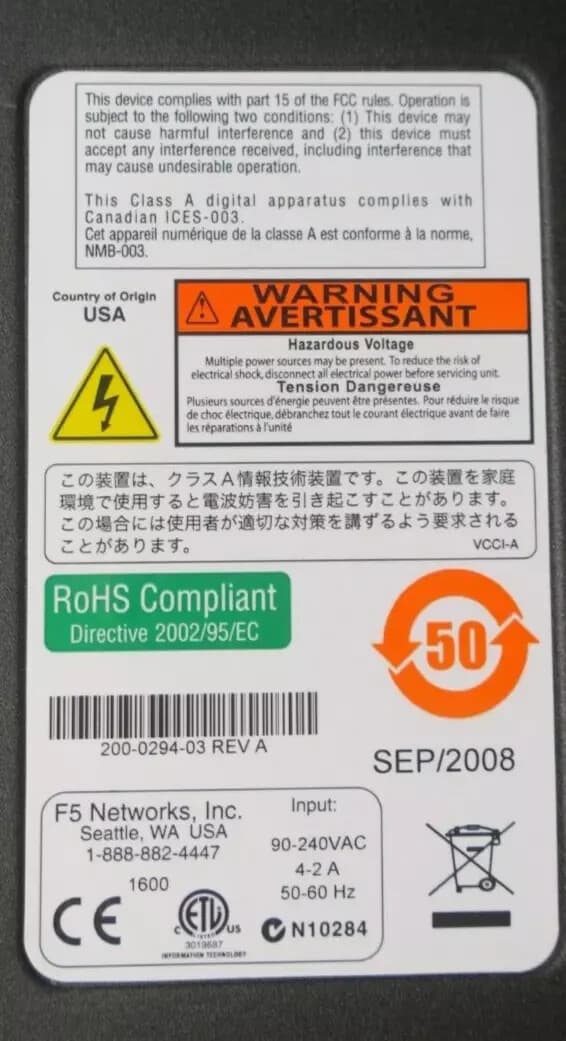 This device complies with part 15 of the FCC rules. Operation is
subject to the following two conditions: (1) This device may
not cause harmful interference and (2) this device must
accept any interference received, including interference that
may cause undesirable operation.
This Class A digital apparatus complies with
Canadian ICES-003.
Cet appareil numérique de la classe A est conforme à la norme,
NMB-003.
Country of Origin
USA
WARNING
AVERTISSANT
Hazardous Voltage
Multiple power sources may be present. To reduce the risk of
electrical shock, disconnect all electrical power before servicing unit.
Tension Dangereuse
Plusieurs sources d'énergie peuvent être présentes. Pour réduire le risque
de choc électrique, débranchez tout le courant électrique avant de faire
les réparations à l'unité
この装置は、クラスA情報技術装置です。この装置を家庭
環境で使用すると電波妨害を引き起こすことがあります。
この場合には使用者が適切な対策を講ずるよう要求される
ことがあります。
VCCI-A
RoHS Compliant
Directive 2002/95/EC
50
200-0294-03 REV A
SEP/2008
F5 Networks, Inc.
Seattle, WA USA
1-888-882-4447
1600
Input:
90-240VAC
4-2 A
50-60 Hz
CE
C ETL US
LISTED
3019687
INFORMATION TECHNOLOGY
N10284